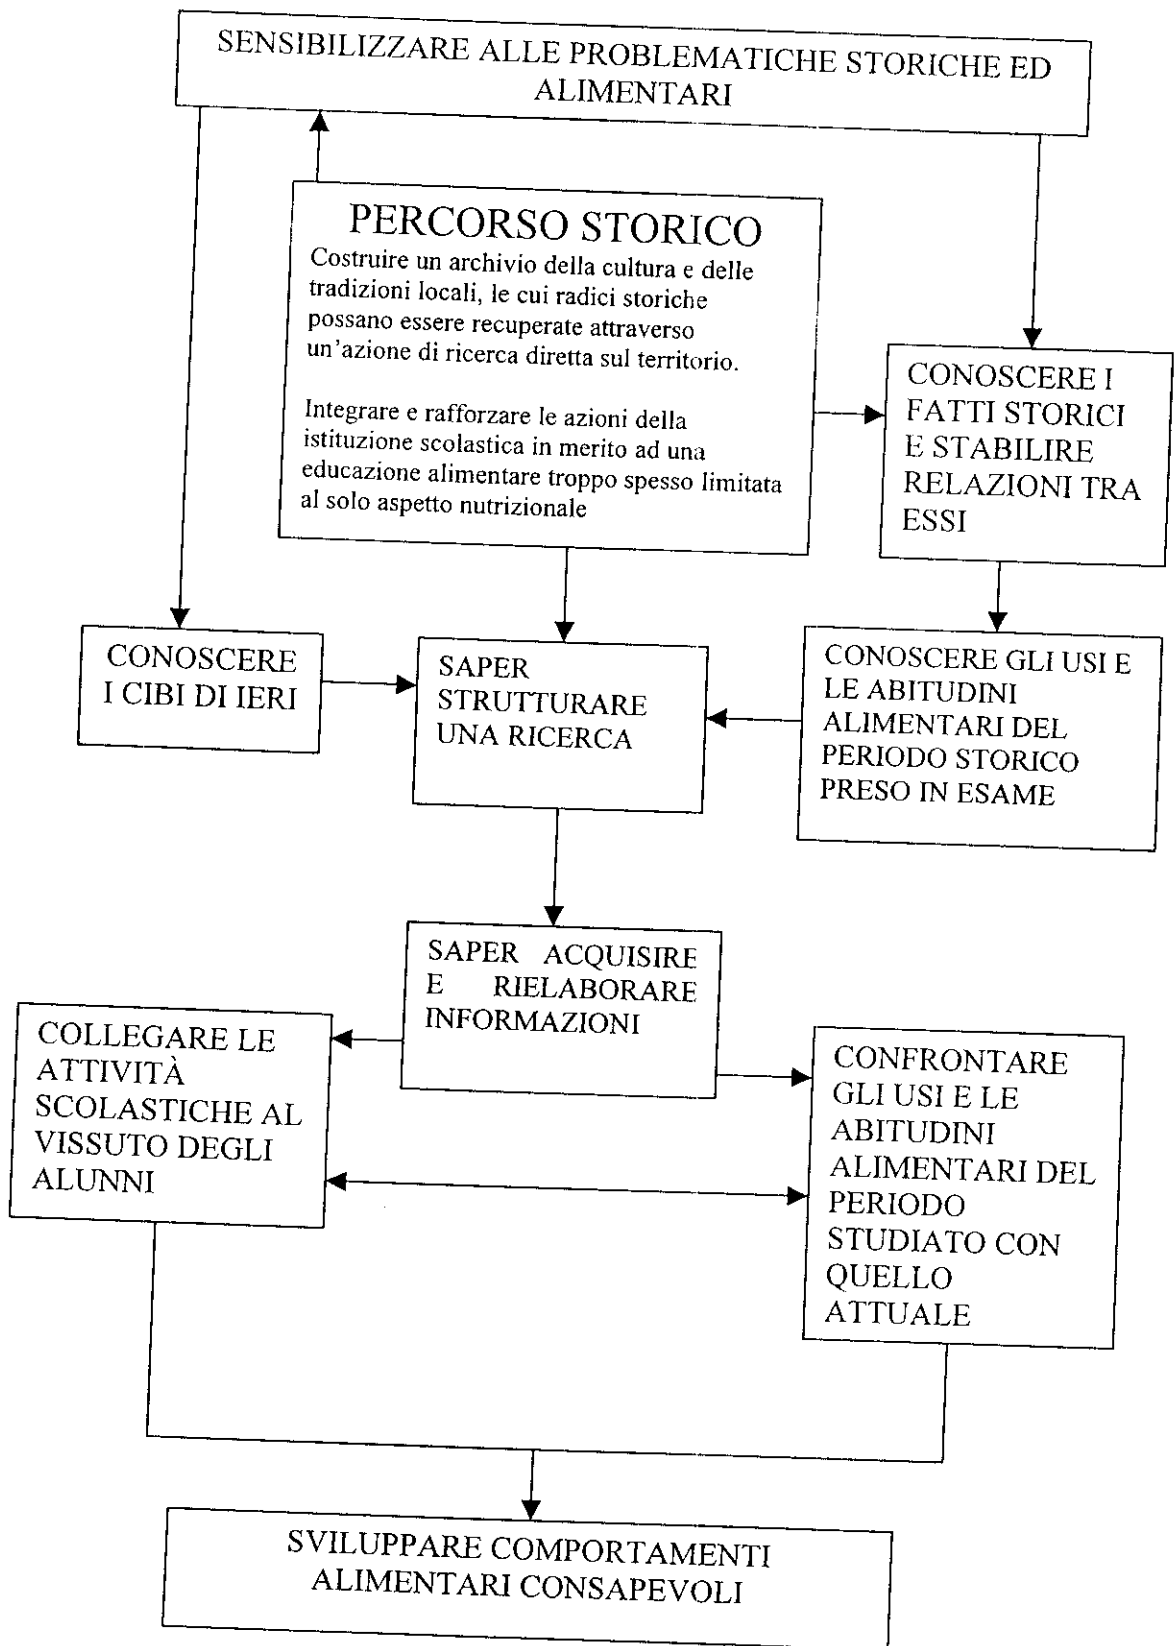 SENSIBILIZZARE ALLE PROBLEMATICHE STORICHE ED
ALIMENTARI
PERCORSO STORICO
Costruire un archivio della cultura e delle
tradizioni locali, le cui radici storiche
possano essere recuperate attraverso
un'azione di ricerca diretta sul territorio.
Integrare e rafforzare le azioni della
istituzione scolastica in merito ad una
educazione alimentare troppo spesso limitata
al solo aspetto nutrizionale
CONOSCERE I
FATTI STORICI
E STABILIRE
RELAZIONI TRA
ESSI
CONOSCERE
I CIBI DI IERI
SAPER
STRUTTURARE
UNA RICERCA
CONOSCERE GLI USI E
LE ABITUDINI
ALIMENTARI DEL
PERIODO STORICO
PRESO IN ESAME
SAPER ACQUISIRE
E RIELABORARE
INFORMAZIONI
COLLEGARE LE
ATTIVITÀ
SCOLASTICHE AL
VISSUTO DEGLI
ALUNNI
CONFRONTARE
GLI USI E LE
ABITUDINI
ALIMENTARI DEL
PERIODO
STUDIATO CON
QUELLO
ATTUALE
SVILUPPARE COMPORTAMENTI
ALIMENTARI CONSAPEVOLI